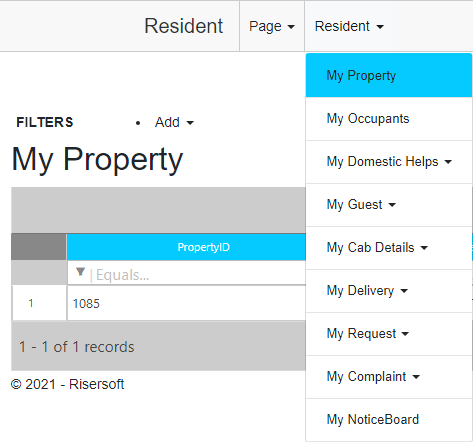 Resident
Page
Resident
My Property
My Occupants
My Domestic Helps
My Guest
My Cab Details
My Delivery
My Request
My Complaint
My NoticeBoard
FILTERS
Add
My Property
PropertyID
Equals...
1 1085
1 - 1 of 1 records
© 2021 - Risersoft